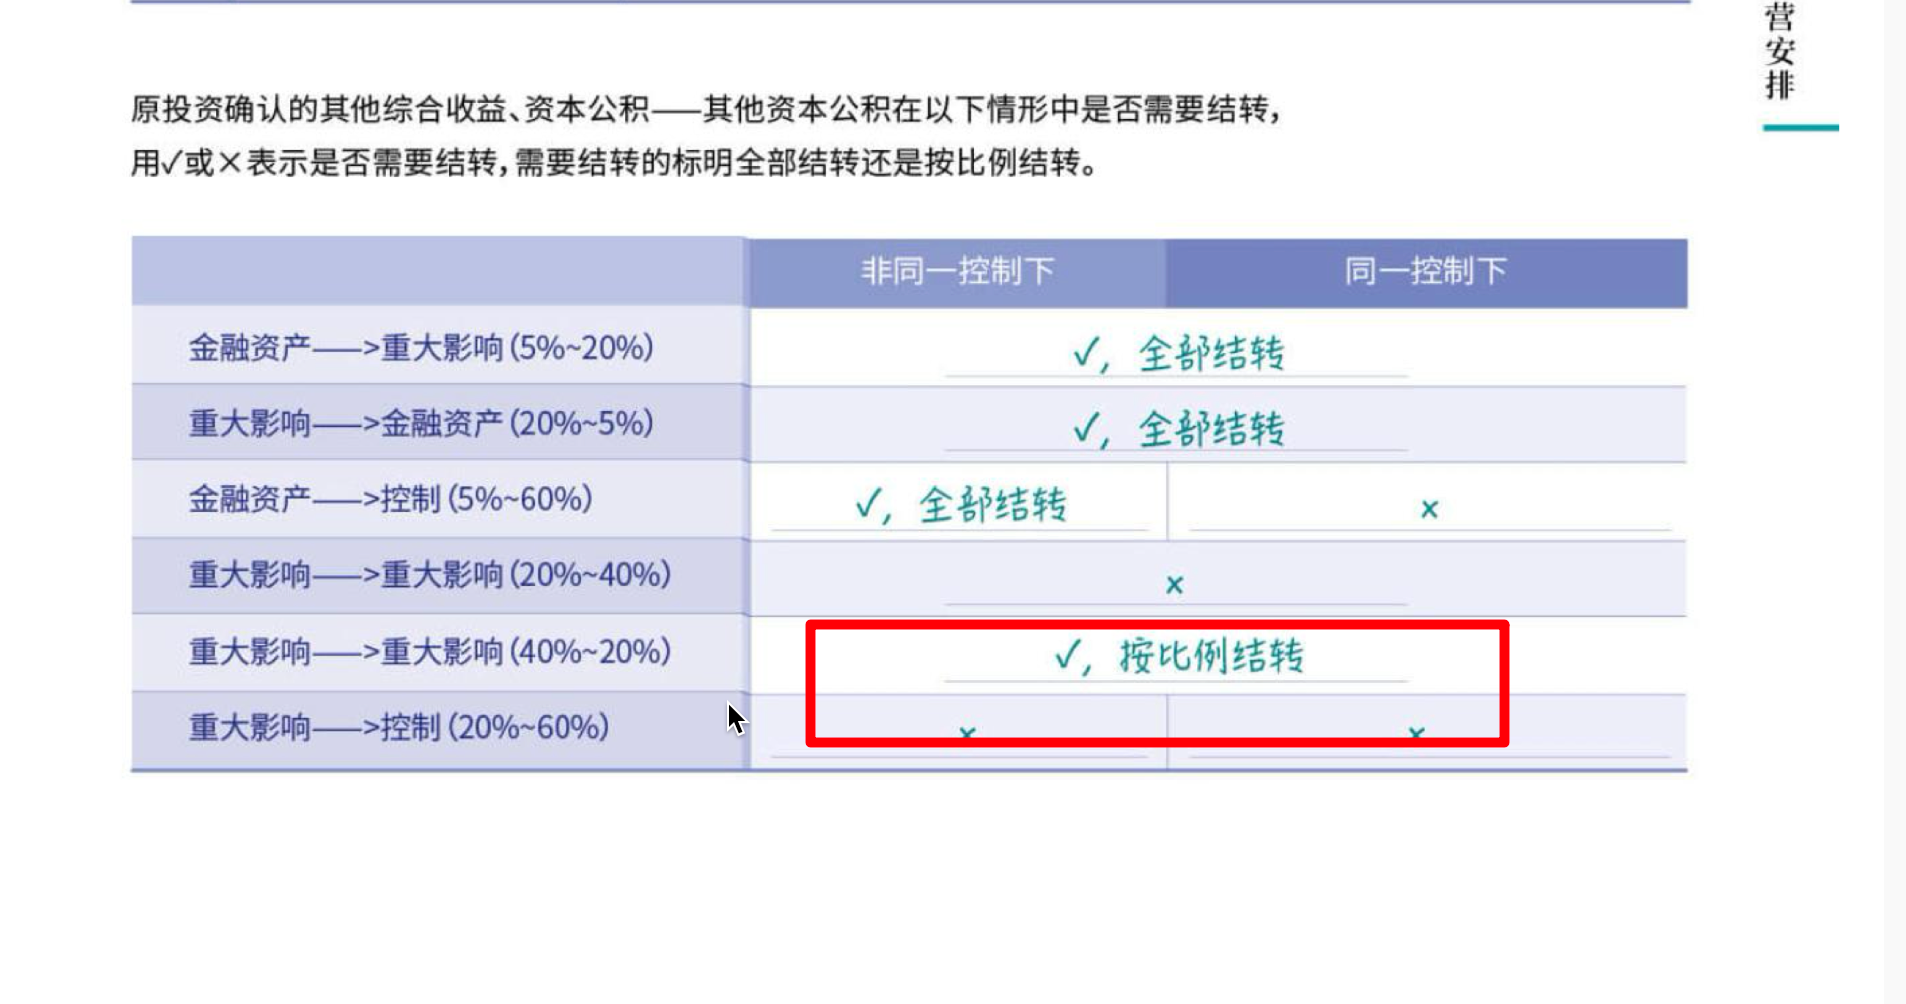 营安排
原投资确认的其他综合收益、资本公积——其他资本公积在以下情形中是否需要结转，
用✓或×表示是否需要结转，需要结转的标明全部结转还是按比例结转。
非同一控制下 同一控制下
金融资产——>重大影响（5%~20%） ✓，全部结转
重大影响——>金融资产（20%~5%） ✓，全部结转
金融资产——>控制（5%~60%） ✓，全部结转 ×
重大影响——>重大影响（20%~40%） ×
重大影响——>重大影响（40%~20%） ✓，按比例结转
重大影响——>控制（20%~60%） × ×